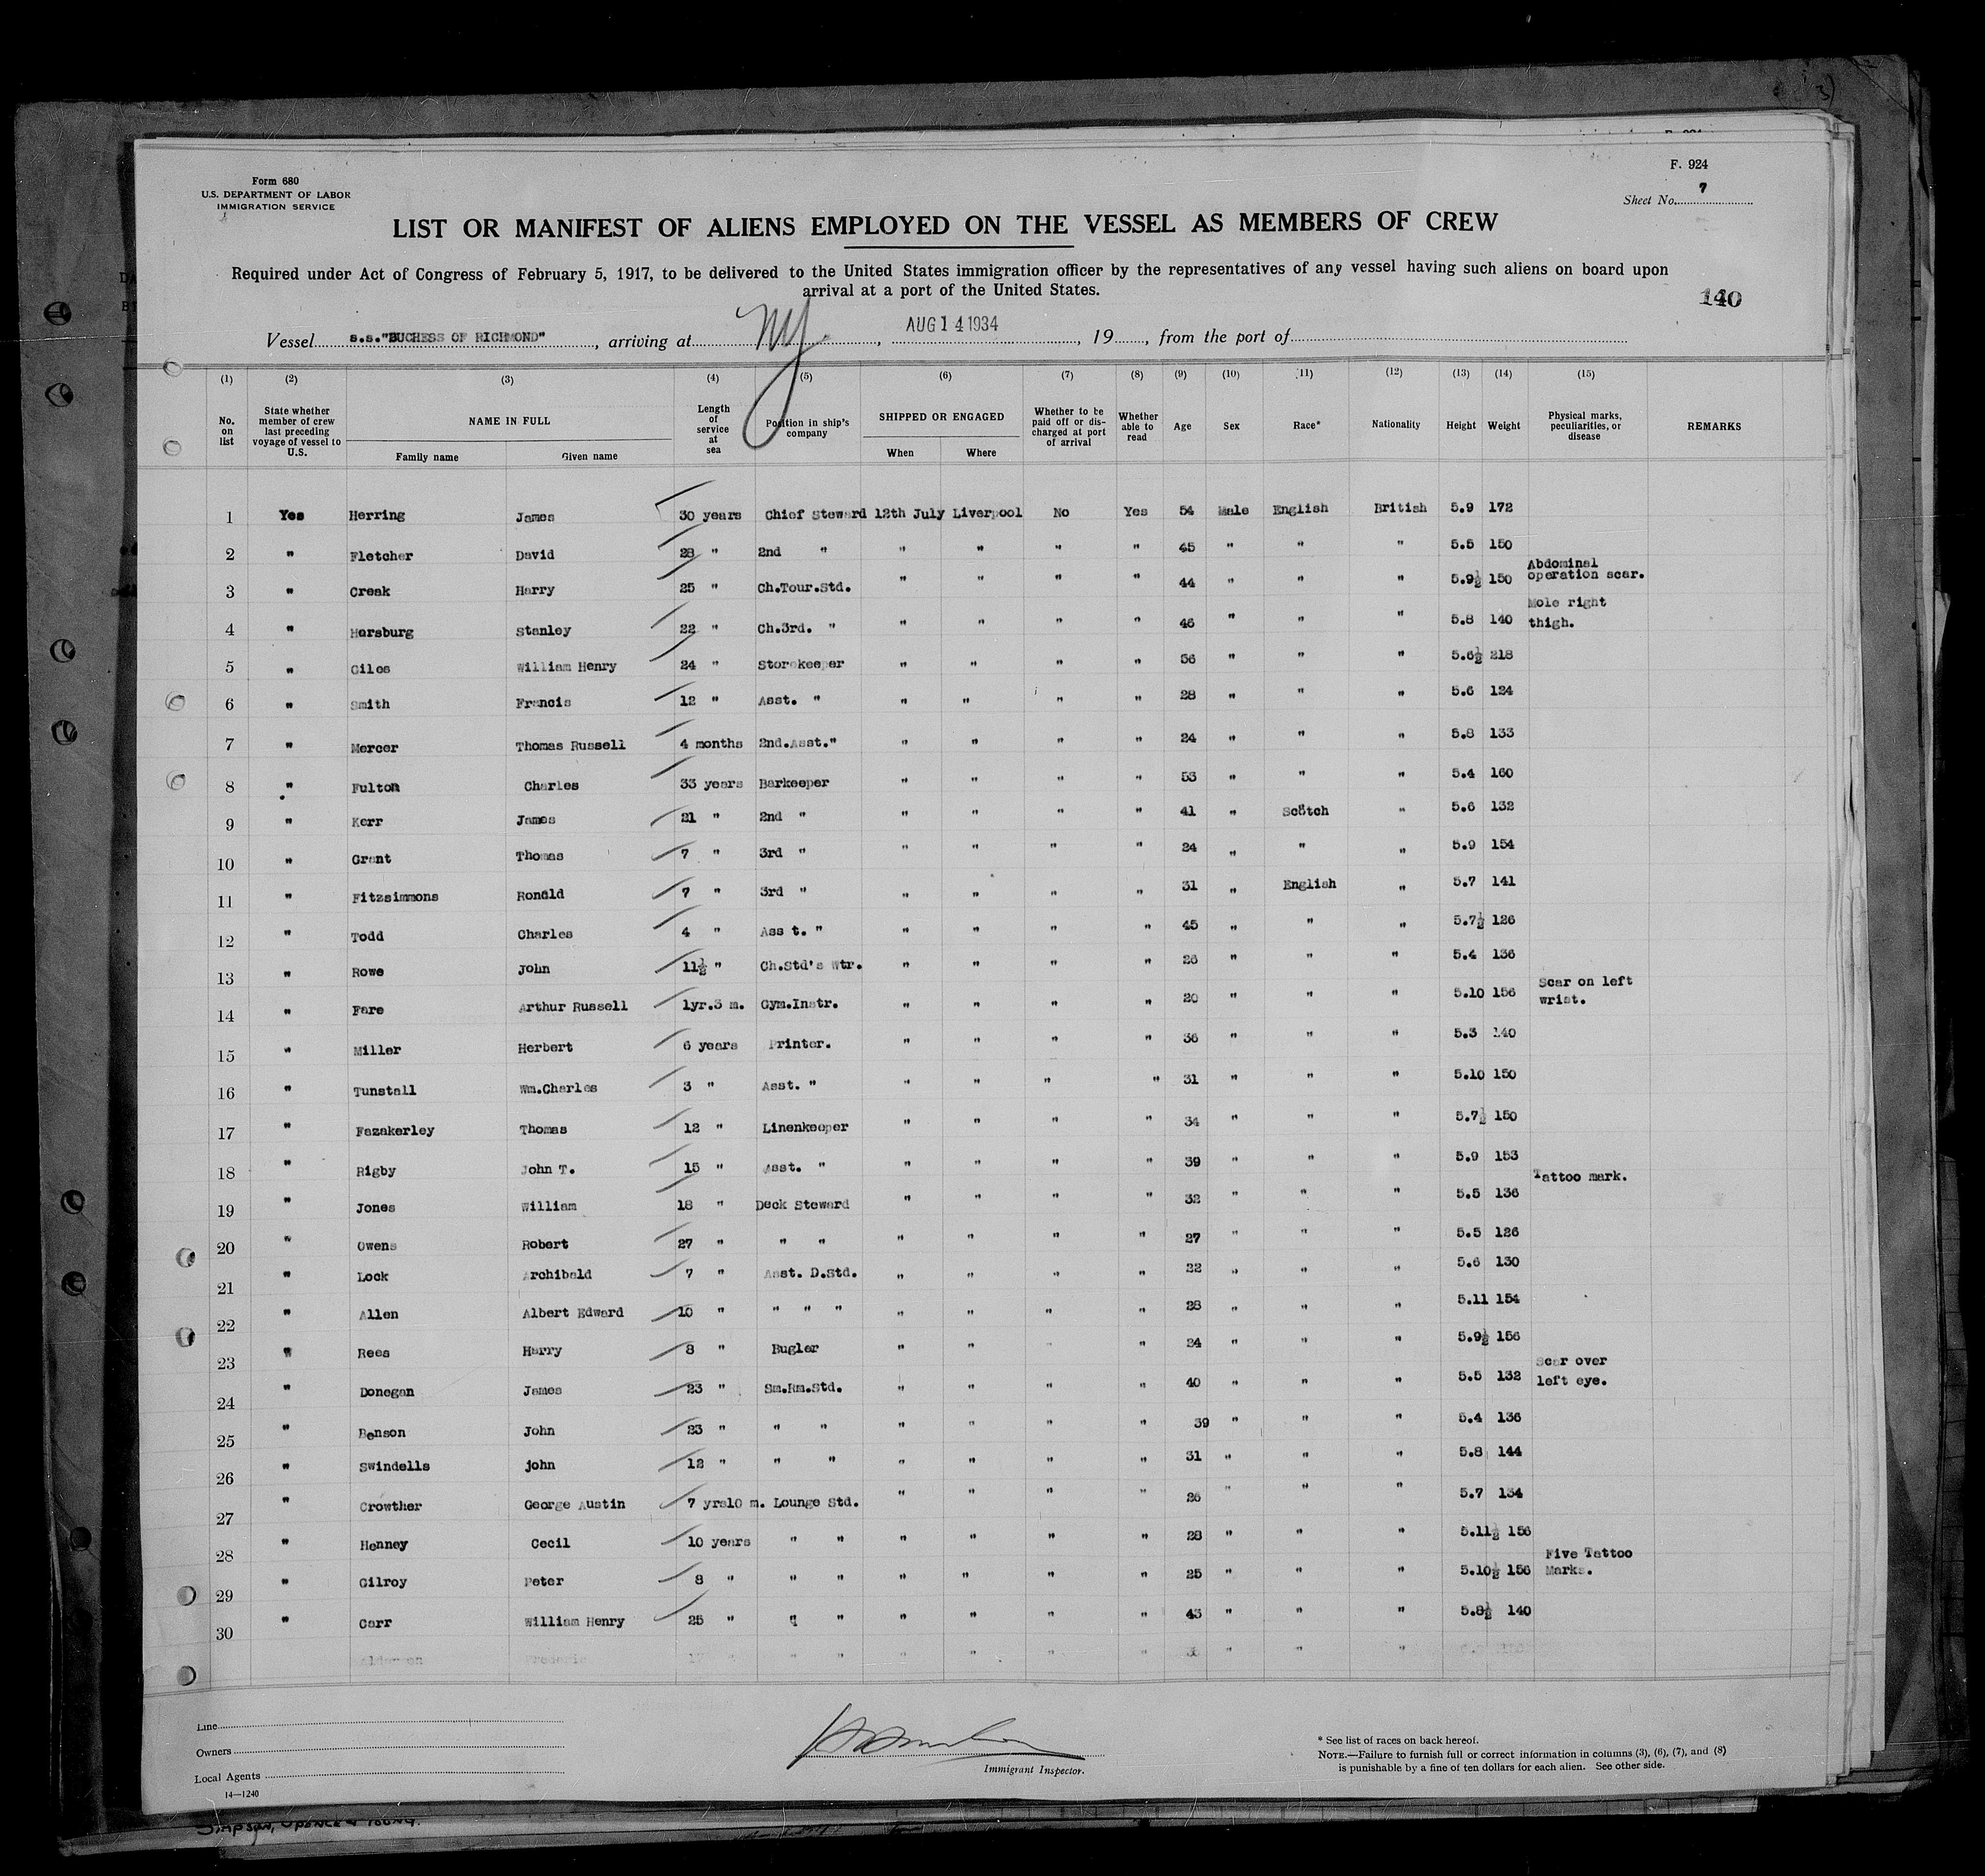 F. 924
Form 680
U.S. DEPARTMENT OF LABOR
IMMIGRATION SERVICE
Sheet No. 7
LIST OR MANIFEST OF ALIENS EMPLOYED ON THE VESSEL AS MEMBERS OF CREW
Required under Act of Congress of February 5, 1917, to be delivered to the United States immigration officer by the representatives of any vessel having such aliens on board upon
arrival at a port of the United States.
140
Vessel s.s."DUCHESS OF RICHMOND", arriving at NY, AUG 14 1934, 19, from the port of
(1) (2) (3) (4) (5) (6) (7) (8) (9) (10) (11) (12) (13) (14) (15)
No. on list State whether member of crew last preceding voyage of vessel to U.S. NAME IN FULL Family name Given name Length of service at sea Position in ship's company SHIPPED OR ENGAGED When Where Whether to be paid off or discharged at port of arrival Whether able to read Age Sex Race* Nationality Height Weight Physical marks, peculiarities, or disease REMARKS
1 Yes Herring James 30 years Chief Steward 12th July Liverpool No Yes 54 Male English British 5.9 172
2 " Fletcher David 28 " 2nd " " " " " 45 " " " 5.5 150
3 " Creak Harry 25 " Ch.Tour.Std. " " " " 44 " " " 5.9½ 150 Abdominal operation scar.
4 " Hersburg Stanley 22 " Ch.3rd. " " " " " 46 " " " 5.8 140 Mole right thigh.
5 " Giles William Henry 24 " Storekeeper " " " " 56 " " " 5.6½ 218
6 " Smith Francis 12 " Asst. " " " " " 28 " " " 5.6 124
7 " Mercer Thomas Russell 4 months 2nd.Asst." " " " " 24 " " " 5.8 133
8 " Fulton Charles 33 years Barkeeper " " " " 53 " " " 5.4 160
9 " Kerr James 21 " 2nd " " " " " 41 " Scotch " 5.6 132
10 " Grant Thomas 7 " 3rd " " " " " 24 " " " 5.9 154
11 " Fitzsimmons Ronald 7 " 3rd " " " " " 31 " English " 5.7 141
12 " Todd Charles 4 " Ass t. " " " " " 45 " " " 5.7½ 126
13 " Rowe John 11½ " Ch.Std's Wtr. " " " " 26 " " " 5.4 136
14 " Fare Arthur Russell 1yr.3 m. Gym.Instr. " " " " 20 " " " 5.10 156 Scar on left wrist.
15 " Miller Herbert 6 years Printer. " " " " 36 " " " 5.3 140
16 " Tunstall Wm.Charles 3 " Asst. " " " " " 31 " " " 5.10 150
17 " Fazakerley Thomas 12 " Linenkeeper " " " " 34 " " " 5.7½ 150
18 " Rigby John T. 15 " Asst. " " " " " 39 " " " 5.9 153
19 " Jones William 18 " Deck Steward " " " " 32 " " " 5.5 136 Tattoo mark.
20 " Owens Robert 27 " " " " " " " 27 " " " 5.5 126
21 " Lock Archibald 7 " Asst. D.Std. " " " " 22 " " " 5.6 130
22 " Allen Albert Edward 10 " " " " " " " " 28 " " " 5.11 154
23 " Rees Harry 8 " Bugler " " " " 24 " " " 5.9½ 156
24 " Donegan James 23 " Sm.Rm.Std. " " " " 40 " " " 5.5 132 Scar over left eye.
25 " Benson John 23 " " " " " " " 39 " " " 5.4 136
26 " Swindells john 12 " " " " " " " 31 " " " 5.8 144
27 " Crowther George Austin 7 yrs10 m. Lounge Std. " " " " 26 " " " 5.7 134
28 " Henney Cecil 10 years " " " " " " 28 " " " 5.11½ 156
29 " Gilroy Peter 8 " " " " " " " 25 " " " 5.10½ 156 Five Tattoo Marks.
30 " Carr William Henry 25 " " " " " " " 43 " " " 5.8½ 140
Line
Owners
Local Agents
14—1240
Immigrant Inspector.
* See list of races on back hereof.
NOTE.—Failure to furnish full or correct information in columns (3), (6), (7), and (8)
is punishable by a fine of ten dollars for each alien. See other side.